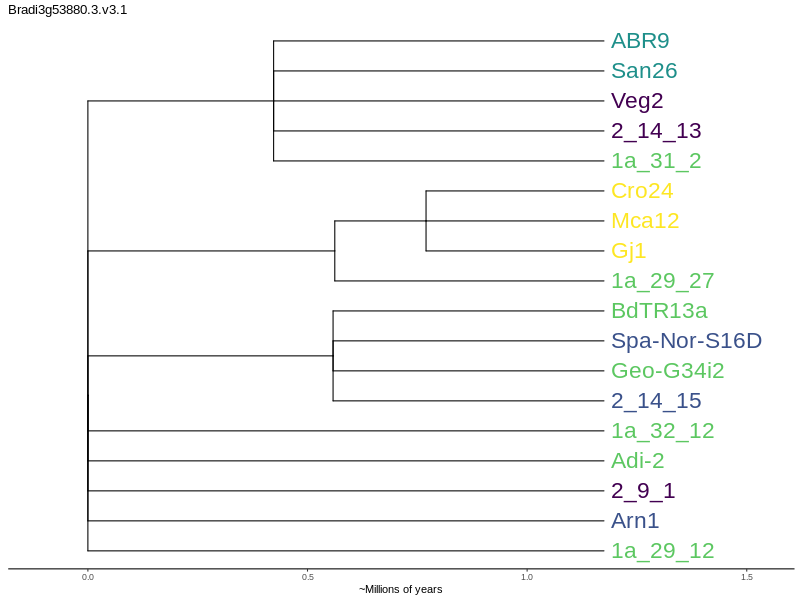 Bradi3g53880.3.v3.1
ABR9
San26
Veg2
2_14_13
1a_31_2
Cro24
Mca12
Gj1
1a_29_27
BdTR13a
Spa-Nor-S16D
Geo-G34i2
2_14_15
1a_32_12
Adi-2
2_9_1
Arn1
1a_29_12
0.0 0.5 1.0 1.5
~Millions of years